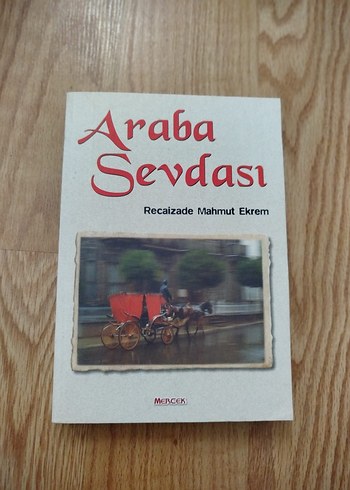 Araba
Sevdası
Recaizade Mahmut Ekrem
MERCEK